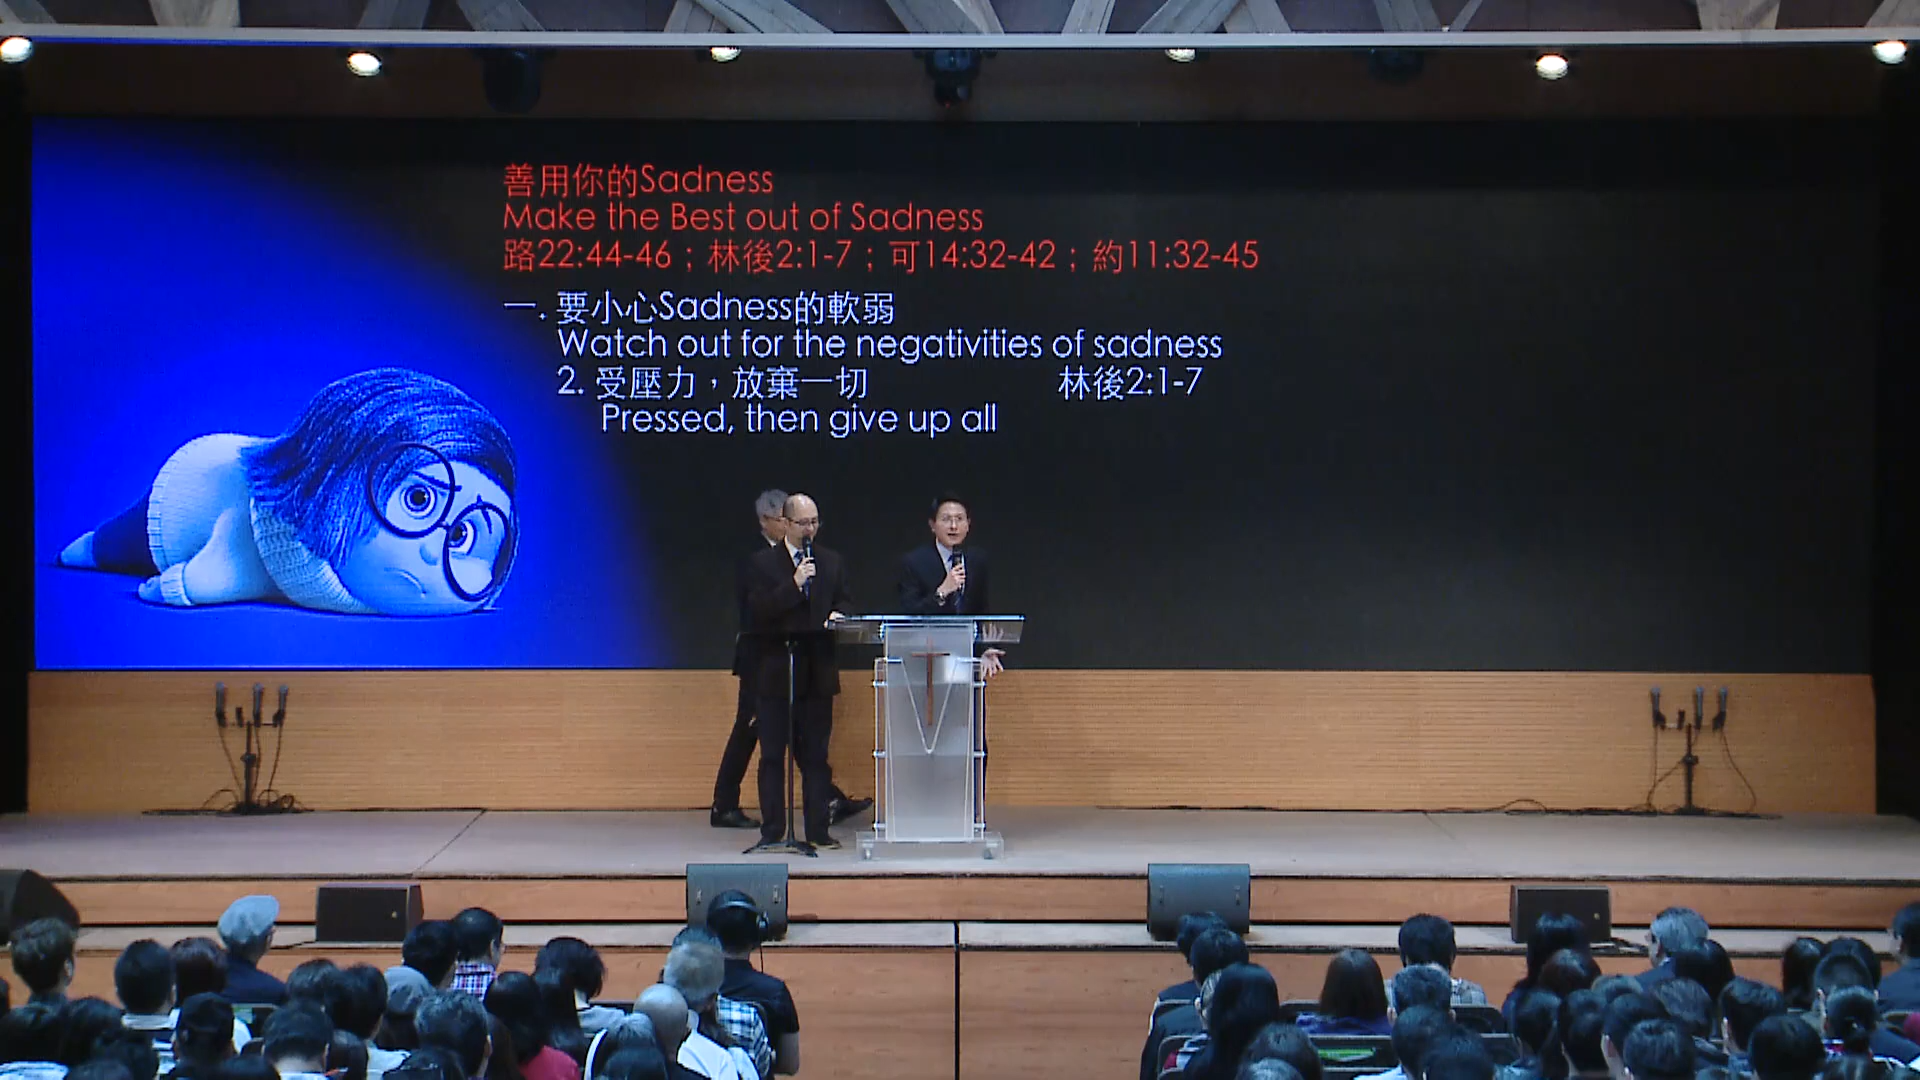 善用你的Sadness
Make the Best out of Sadness
路22:44-46；林後2:1-7；可14:32-42；約11:32-45
一. 要小心Sadness的軟弱
Watch out for the negativities of sadness
2. 受壓力，放棄一切 林後2:1-7
Pressed, then give up all